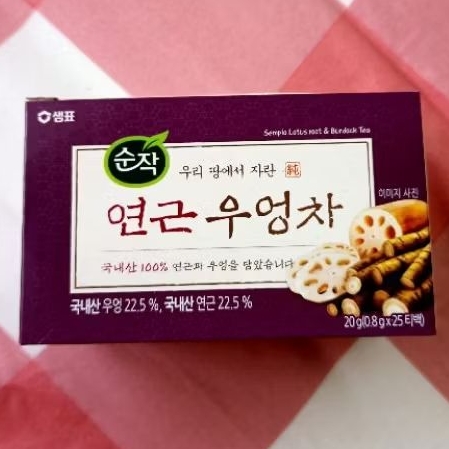 샘표
Sempio Lotus root & Burdock Tea
순작
우리 땅에서 자란 純
이미지 사진
연근 우엉차
국내산 100% 연근과 우엉을 담았습니다
국내산 우엉 22.5 %, 국내산 연근 22.5 %
20g(0.8gx25티백)